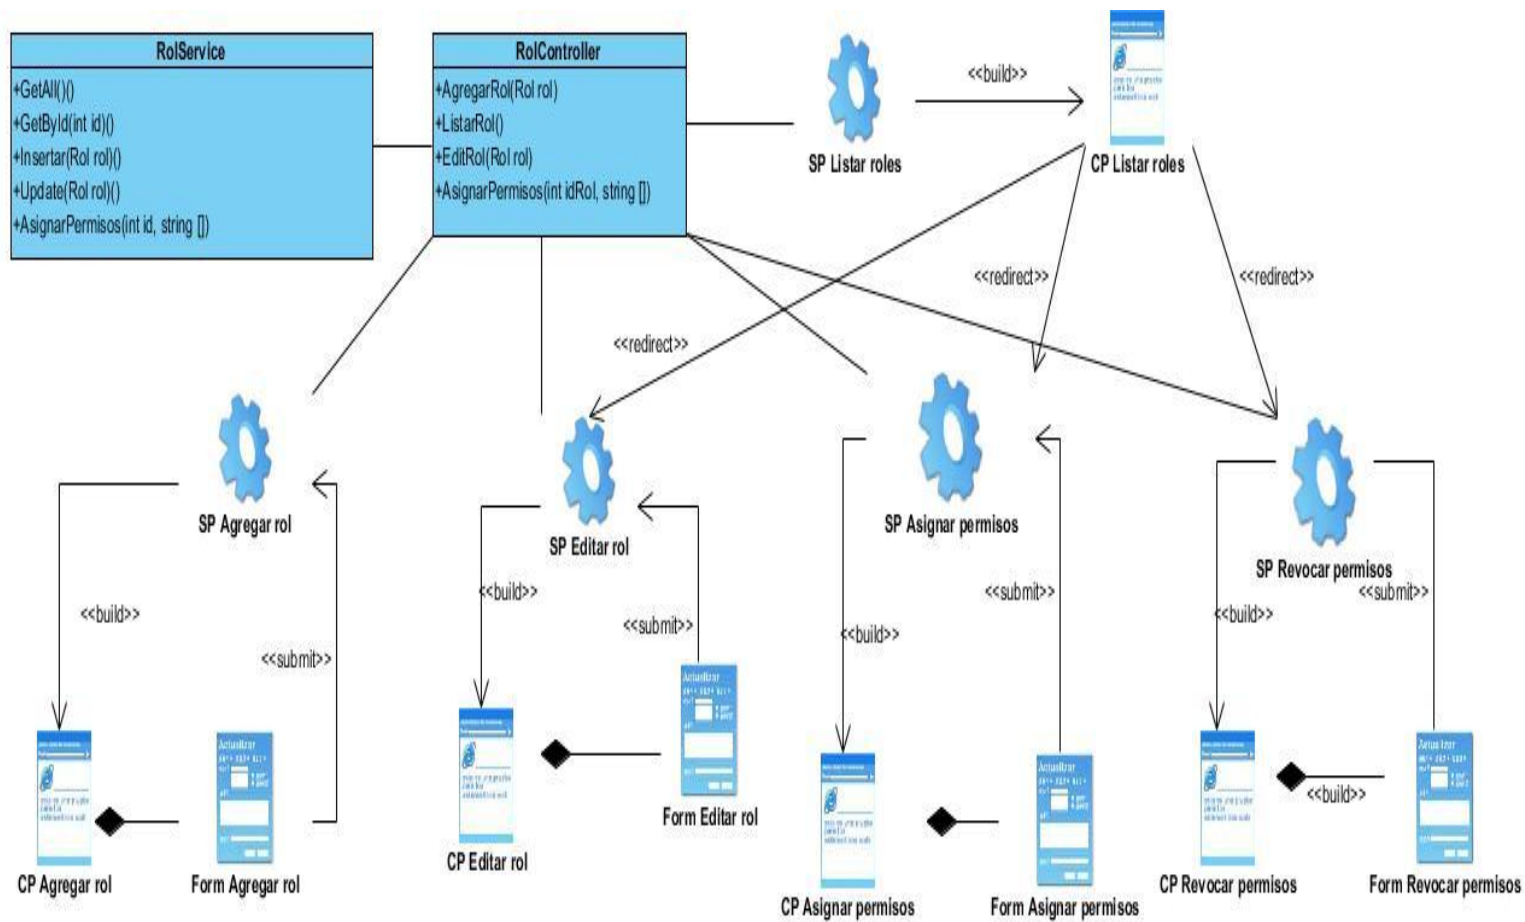 RolService
+GetAll()()
+GetById(int id)()
+Insertar(Rol rol)()
+Update(Rol rol)()
+AsignarPermisos(int id, string [])
RolController
+AgregarRol(Rol rol)
+ListarRol()
+EditRol(Rol rol)
+AsignarPermisos(int idRol, string [])
SP Listar roles
<<build>>
CP Listar roles
<<redirect>>
<<redirect>>
<<redirect>>
SP Agregar rol
SP Editar rol
SP Asignar permisos
SP Revocar permisos
<<build>>
<<submit>>
<<build>>
<<submit>>
<<build>>
<<submit>>
<<build>>
<<submit>>
Actualizar
Actualizar
Actualizar
Actualizar
<<build>>
CP Agregar rol
Form Agregar rol
CP Editar rol
Form Editar rol
CP Asignar permisos
Form Asignar permisos
CP Revocar permisos
Form Revocar permisos